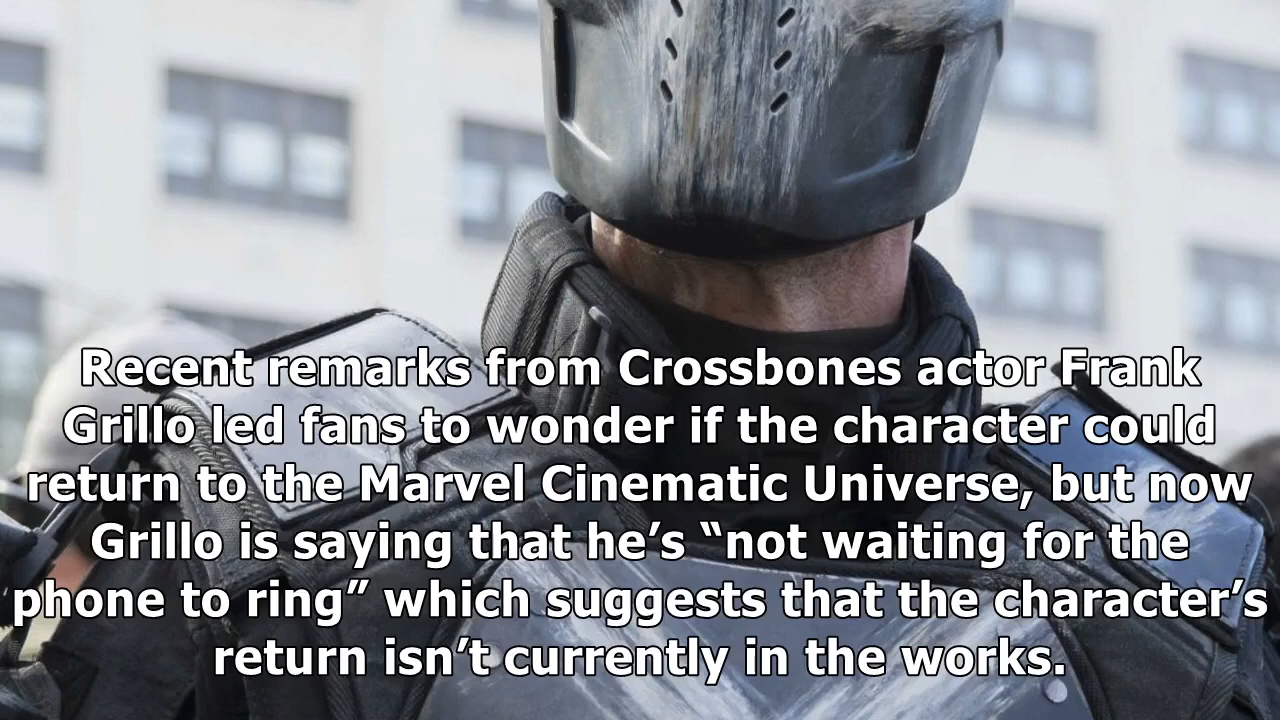 Recent remarks from Crossbones actor Frank
Grillo led fans to wonder if the character could
return to the Marvel Cinematic Universe, but now
Grillo is saying that he’s “not waiting for the
phone to ring” which suggests that the character’s
return isn’t currently in the works.